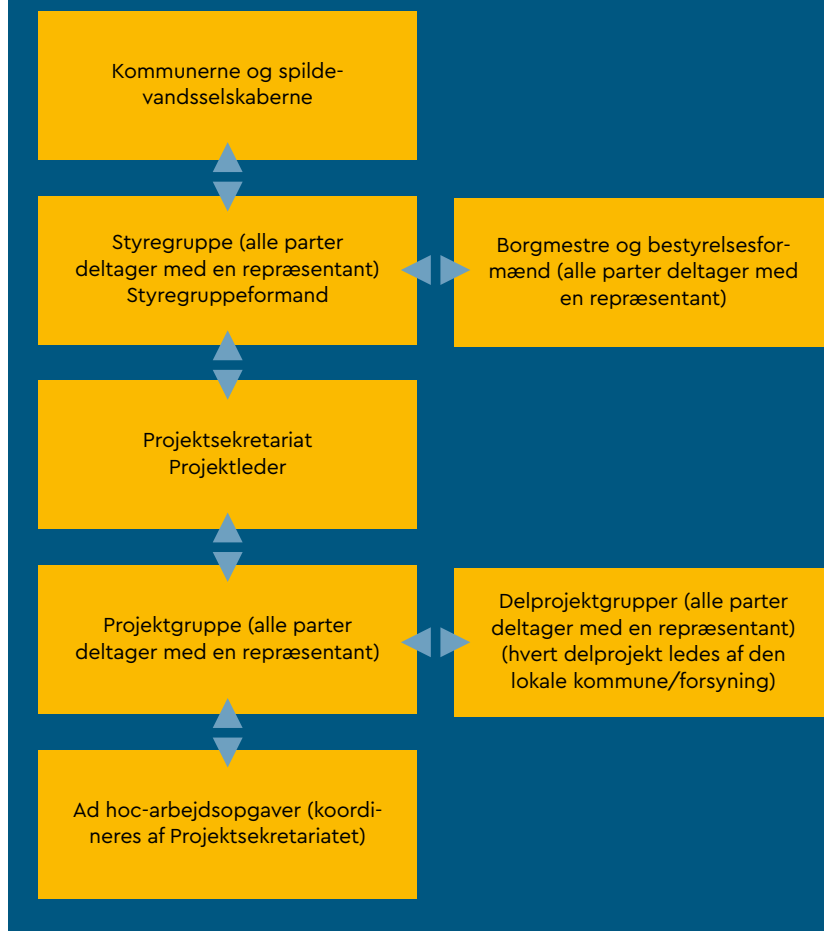 Kommunerne og spilde-
vandsselskaberne
Styregruppe (alle parter
deltager med en repræsentant)
Styregruppeformand
Borgmestre og bestyrelsesfor-
mænd (alle parter deltager med
en repræsentant)
Projektsekretariat
Projektleder
Projektgruppe (alle parter
deltager med en repræsentant)
Delprojektgrupper (alle parter
deltager med en repræsentant)
(hvert delprojekt ledes af den
lokale kommune/forsyning)
Ad hoc-arbejdsopgaver (koordi-
neres af Projektsekretariatet)